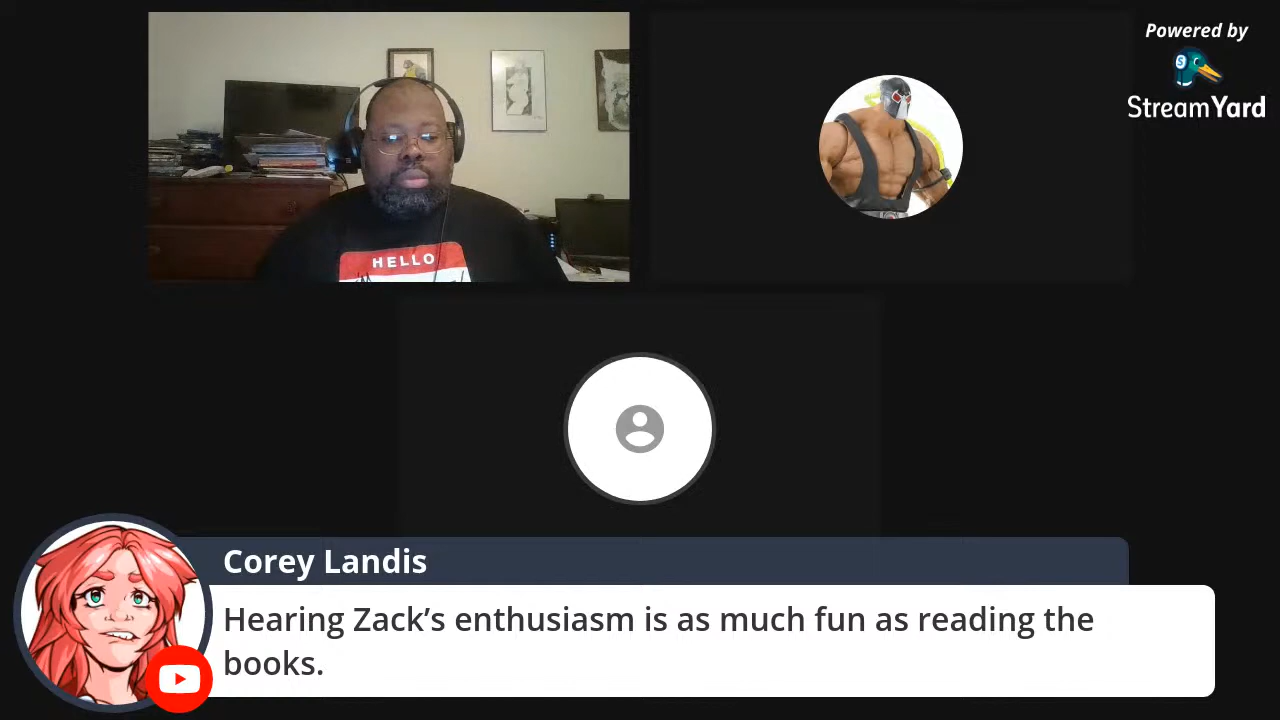 Powered by
StreamYard
HELLO
Corey Landis
Hearing Zack’s enthusiasm is as much fun as reading the
books.